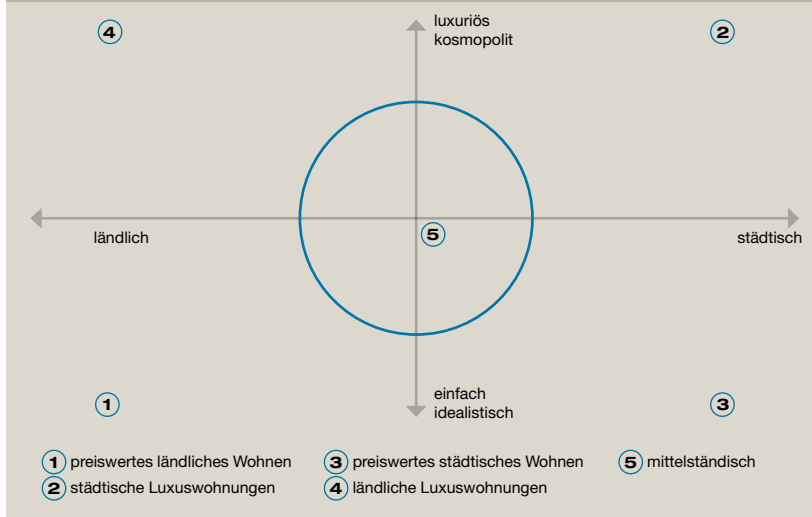 4
luxuriös
kosmopolit
2
ländlich
5
städtisch
1
einfach
idealistisch
3
1 preiswertes ländliches Wohnen
3 preiswertes städtisches Wohnen
5 mittelständisch
2 städtische Luxuswohnungen
4 ländliche Luxuswohnungen